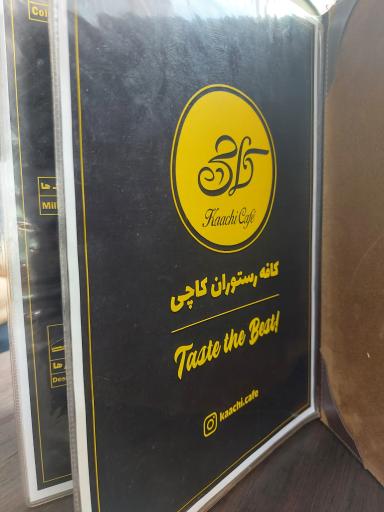 کاچی
Kaachi Cafe
کافه رستوران کاچی
Taste the Best!
kaachi.cafe